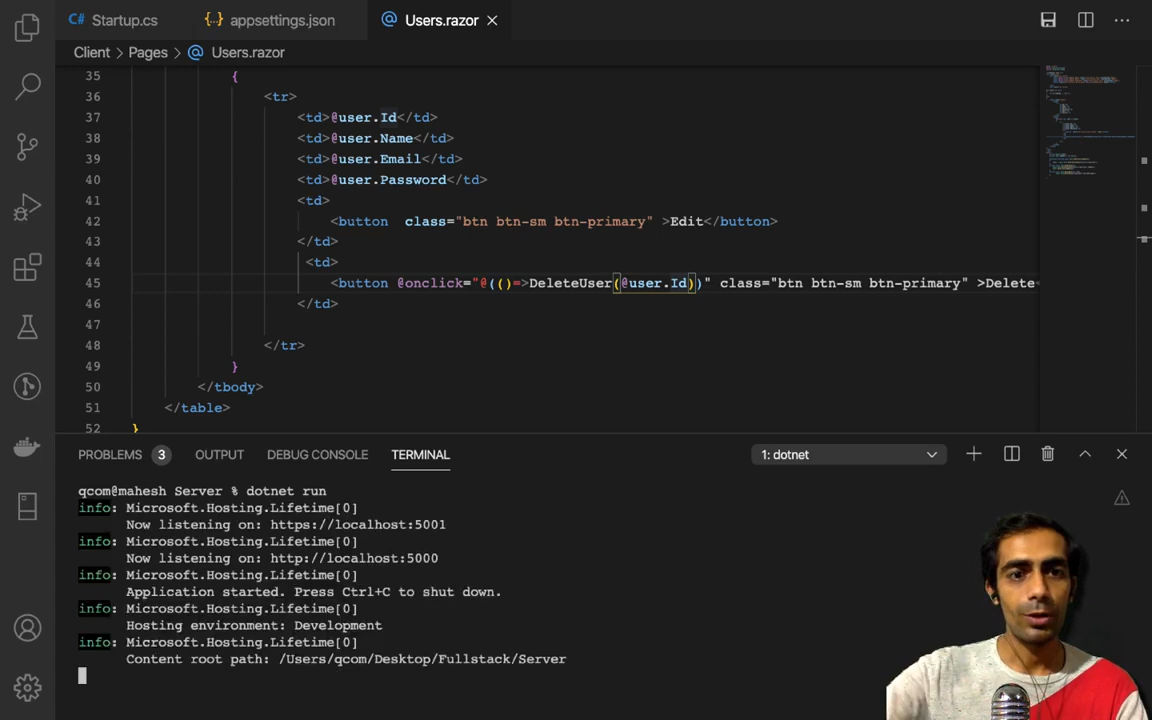 Startup.cs
appsettings.json
Users.razor
Client > Pages > Users.razor
35 {
36 <tr>
37 <td>@user.Id</td>
38 <td>@user.Name</td>
39 <td>@user.Email</td>
40 <td>@user.Password</td>
41 <td>
42 <button  class="btn btn-sm btn-primary" >Edit</button>
43 </td>
44 <td>
45 <button @onclick="@(()=>DeleteUser(@user.Id))" class="btn btn-sm btn-primary" >Delete<
46 </td>
47
48 </tr>
49 }
50 </tbody>
51 </table>
52 }
PROBLEMS 3 OUTPUT DEBUG CONSOLE TERMINAL 1: dotnet
qcom@mahesh Server % dotnet run
info: Microsoft.Hosting.Lifetime[0]
Now listening on: https://localhost:5001
info: Microsoft.Hosting.Lifetime[0]
Now listening on: http://localhost:5000
info: Microsoft.Hosting.Lifetime[0]
Application started. Press Ctrl+C to shut down.
info: Microsoft.Hosting.Lifetime[0]
Hosting environment: Development
info: Microsoft.Hosting.Lifetime[0]
Content root path: /Users/qcom/Desktop/Fullstack/Server